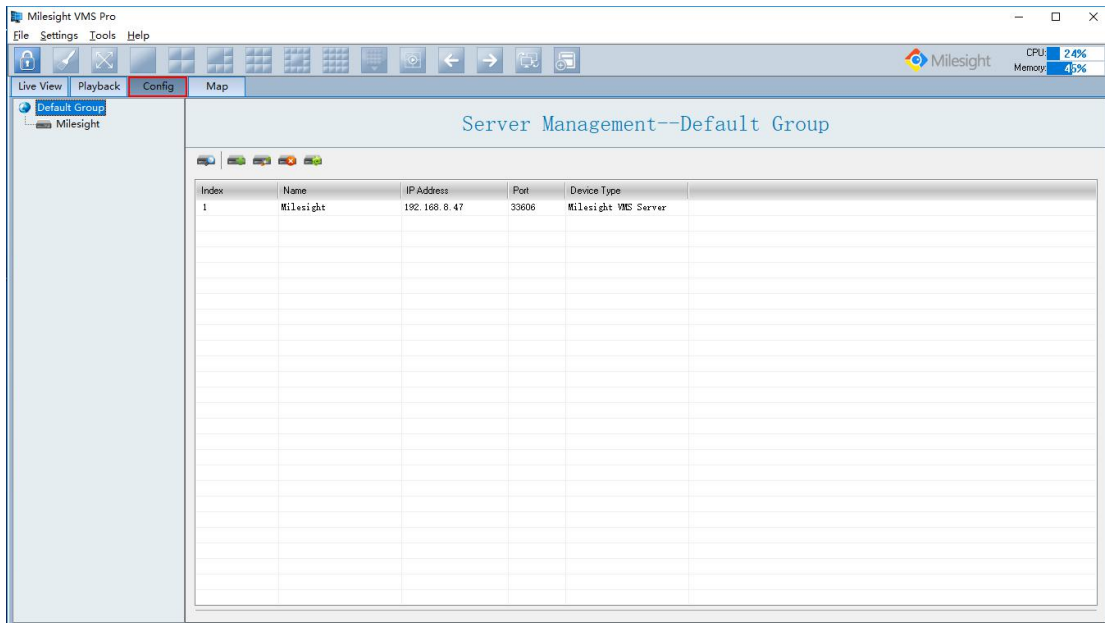 Milesight VMS Pro
File Settings Tools Help
Milesight
CPU: 24%
Memory: 45%
Live View Playback Config Map
Default Group
Milesight
Server Management--Default Group
Index Name IP Address Port Device Type
1 Milesight 192.168.8.47 33606 Milesight VMS Server